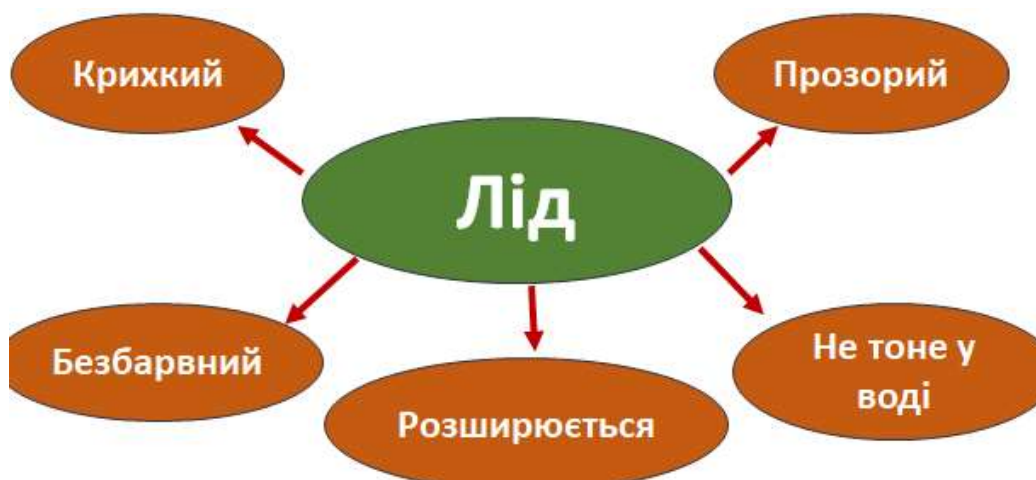 Крихкий
Прозорий
Лід
Безбарвний
Розширюється
Не тоне у
воді